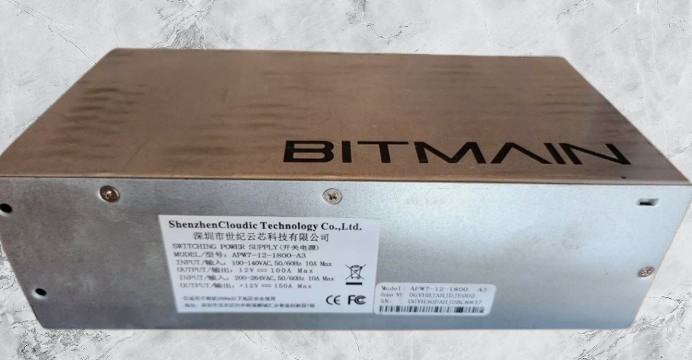 BITMAIN
ShenzhenCloudic Technology Co.,Ltd.
深圳市世纪云芯科技有限公司
SWITCHING POWER SUPPLY(开关电源)
MODEL/型号: APW7-12-1800-A3
INPUT/输入: 100-140VAC,50/60Hz 10A Max
OUTPUT/输出: 12V⎓100A Max
INPUT/输入: 200-264VAC,50/60Hz 10A Max
OUTPUT/输出: +12V⎓150A Max
CE FC
Model: APW7-12-1800 A3